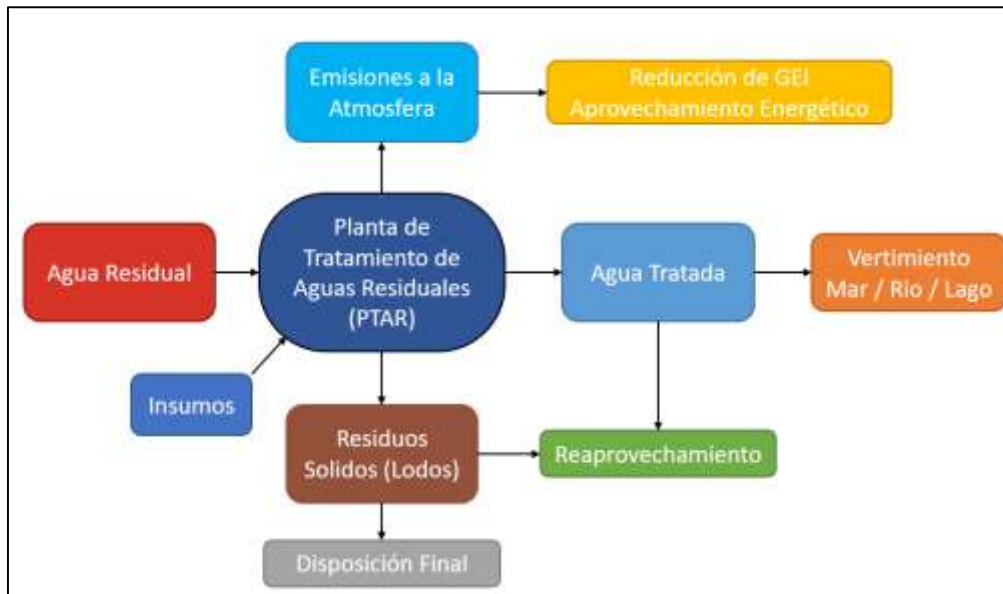 Emisiones a la
Atmosfera
Reducción de GEI
Aprovechamiento Energético
Agua Residual
Planta de
Tratamiento de
Aguas Residuales
(PTAR)
Agua Tratada
Vertimiento
Mar / Rio / Lago
Insumos
Residuos
Solidos (Lodos)
Reaprovechamiento
Disposición Final